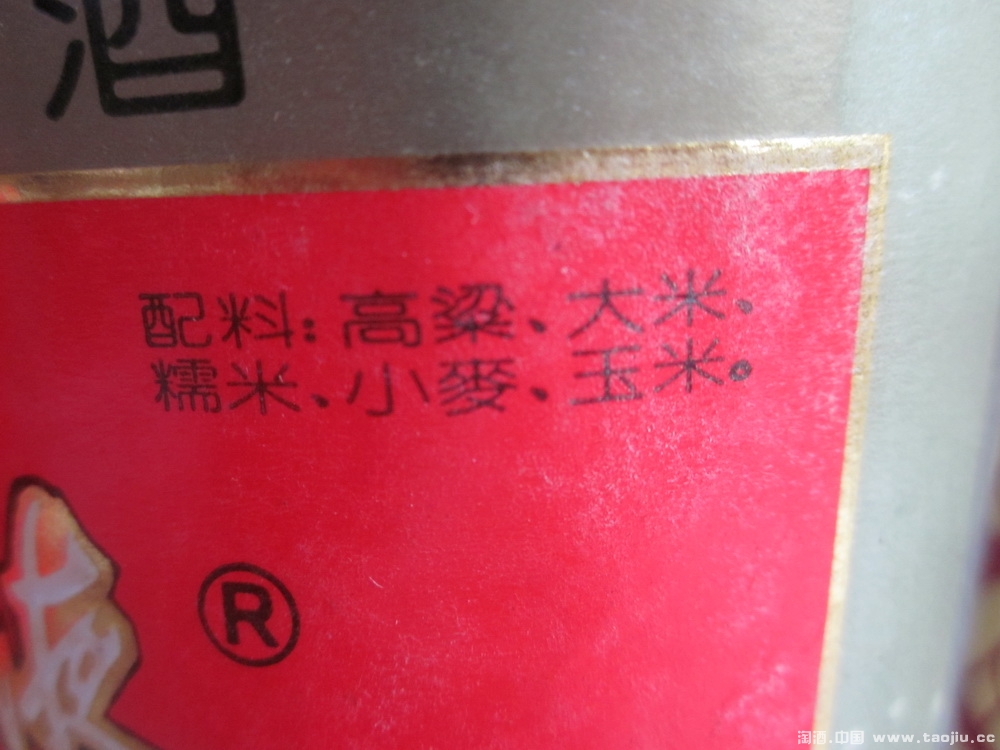 酒
配料：高粱、大米、
糯米、小麥、玉米。
®
淘酒.中国 www.taojiu.cc